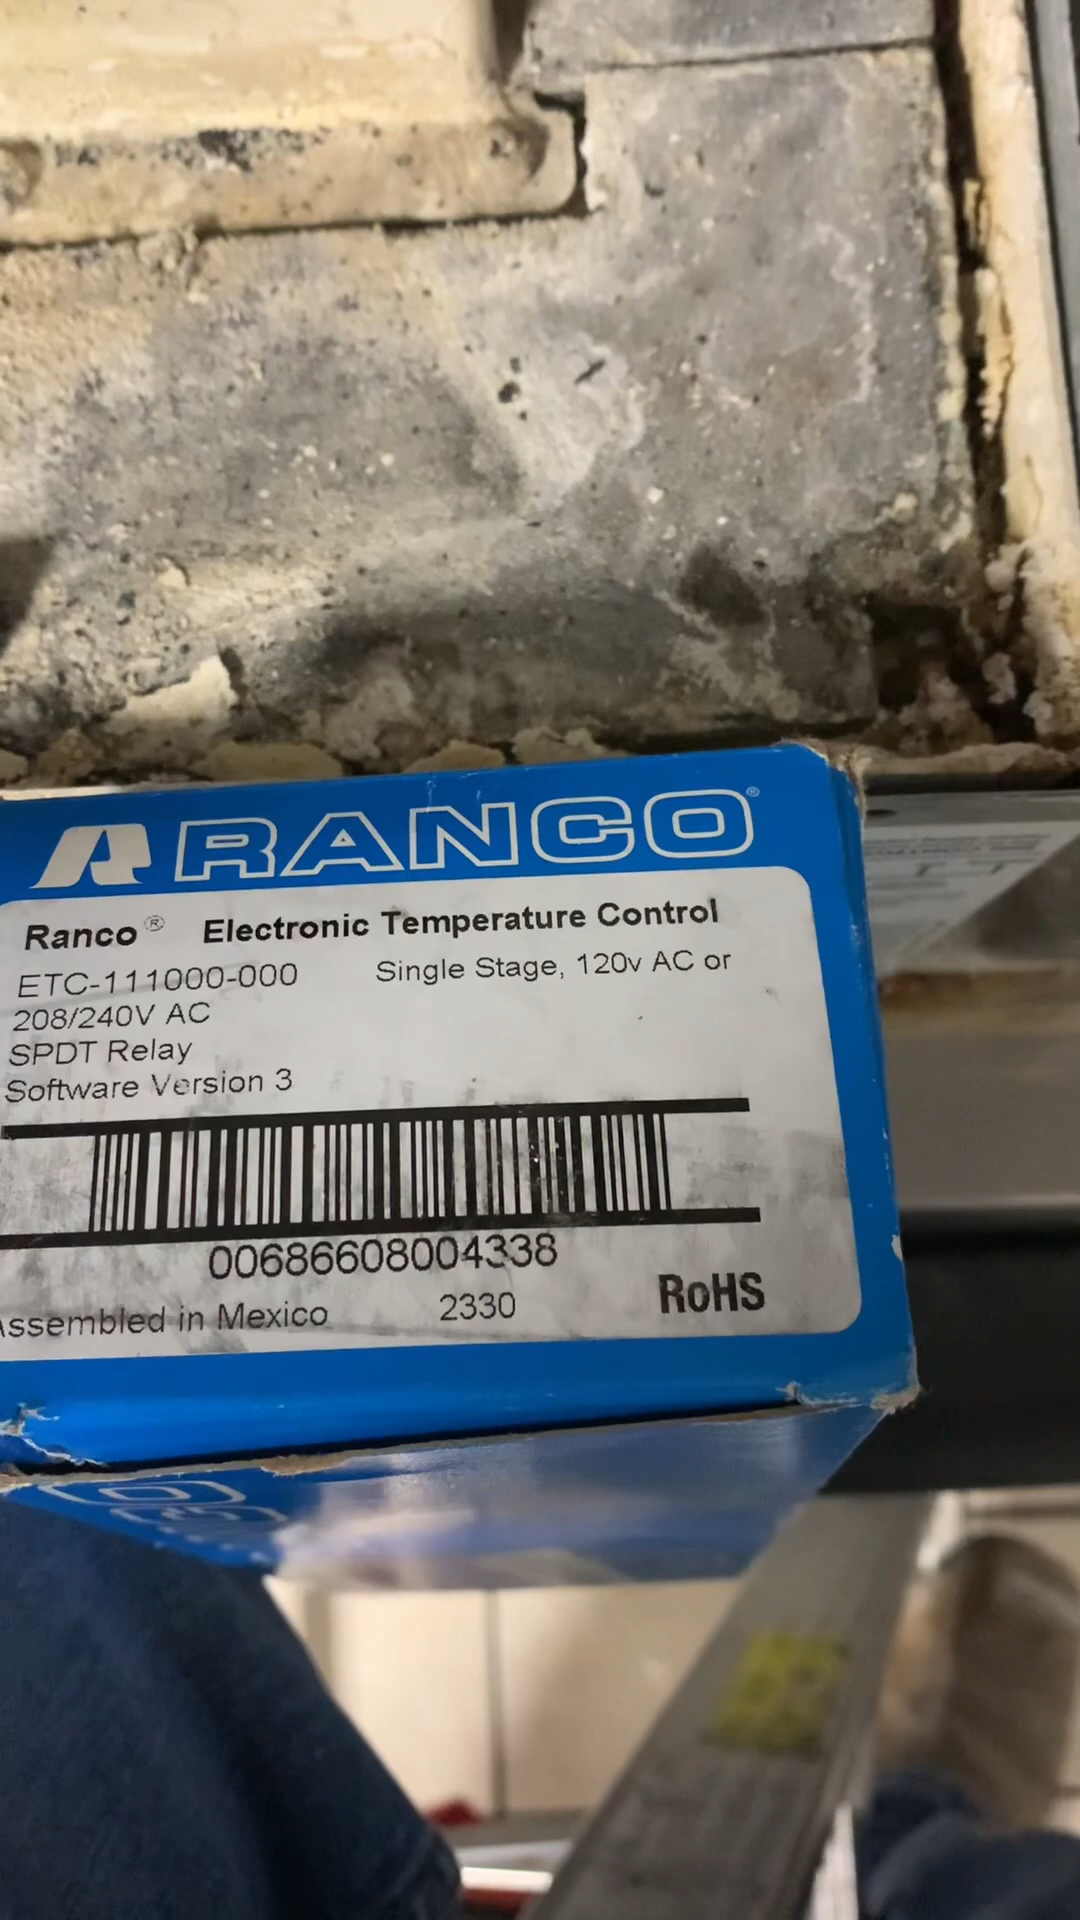 RANCO®
Ranco® Electronic Temperature Control
ETC-111000-000 Single Stage, 120v AC or
208/240V AC
SPDT Relay
Software Version 3
00686608004338
Assembled in Mexico 2330 RoHS